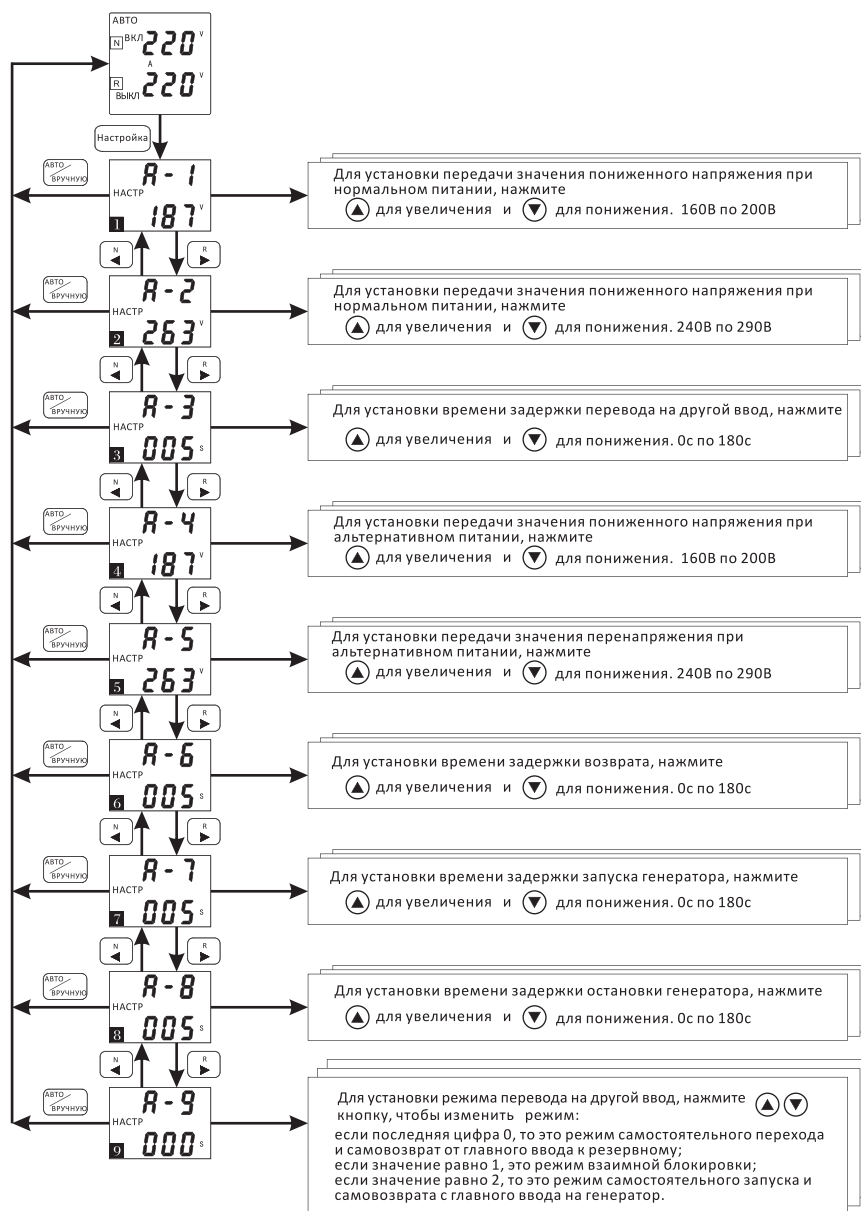 АВТО
N ВКЛ 220 V
A
R 220 V
ВЫКЛ
Настройка
АВТО ВРУЧНУЮ
A-1
НАСТР
1 187 V
Для установки передачи значения пониженного напряжения при
нормальном питании, нажмите
▲ для увеличения и ▼ для понижения. 160В по 200В
N ◀ R ▶
АВТО ВРУЧНУЮ
A-2
НАСТР
2 263 V
Для установки передачи значения пониженного напряжения при
нормальном питании, нажмите
▲ для увеличения и ▼ для понижения. 240В по 290В
N ◀ R ▶
АВТО ВРУЧНУЮ
A-3
НАСТР
3 005 S
Для установки времени задержки перевода на другой ввод, нажмите
▲ для увеличения и ▼ для понижения. 0с по 180с
N ◀ R ▶
АВТО ВРУЧНУЮ
A-4
НАСТР
4 187 V
Для установки передачи значения пониженного напряжения при
альтернативном питании, нажмите
▲ для увеличения и ▼ для понижения. 160В по 200В
N ◀ R ▶
АВТО ВРУЧНУЮ
A-5
НАСТР
5 263 V
Для установки передачи значения перенапряжения при
альтернативном питании, нажмите
▲ для увеличения и ▼ для понижения. 240В по 290В
N ◀ R ▶
АВТО ВРУЧНУЮ
A-6
НАСТР
6 005 S
Для установки времени задержки возврата, нажмите
▲ для увеличения и ▼ для понижения. 0с по 180с
N ◀ R ▶
АВТО ВРУЧНУЮ
A-7
НАСТР
7 005 S
Для установки времени задержки запуска генератора, нажмите
▲ для увеличения и ▼ для понижения. 0с по 180с
N ◀ R ▶
АВТО ВРУЧНУЮ
A-8
НАСТР
8 005 S
Для установки времени задержки остановки генератора, нажмите
▲ для увеличения и ▼ для понижения. 0с по 180с
N ◀ R ▶
АВТО ВРУЧНУЮ
A-9
НАСТР
9 000 S
Для установки режима перевода на другой ввод, нажмите ▲ ▼
кнопку, чтобы изменить режим:
если последняя цифра 0, то это режим самостоятельного перехода
и самовозврат от главного ввода к резервному;
если значение равно 1, это режим взаимной блокировки;
если значение равно 2, то это режим самостоятельного запуска и
самовозврата с главного ввода на генератор.